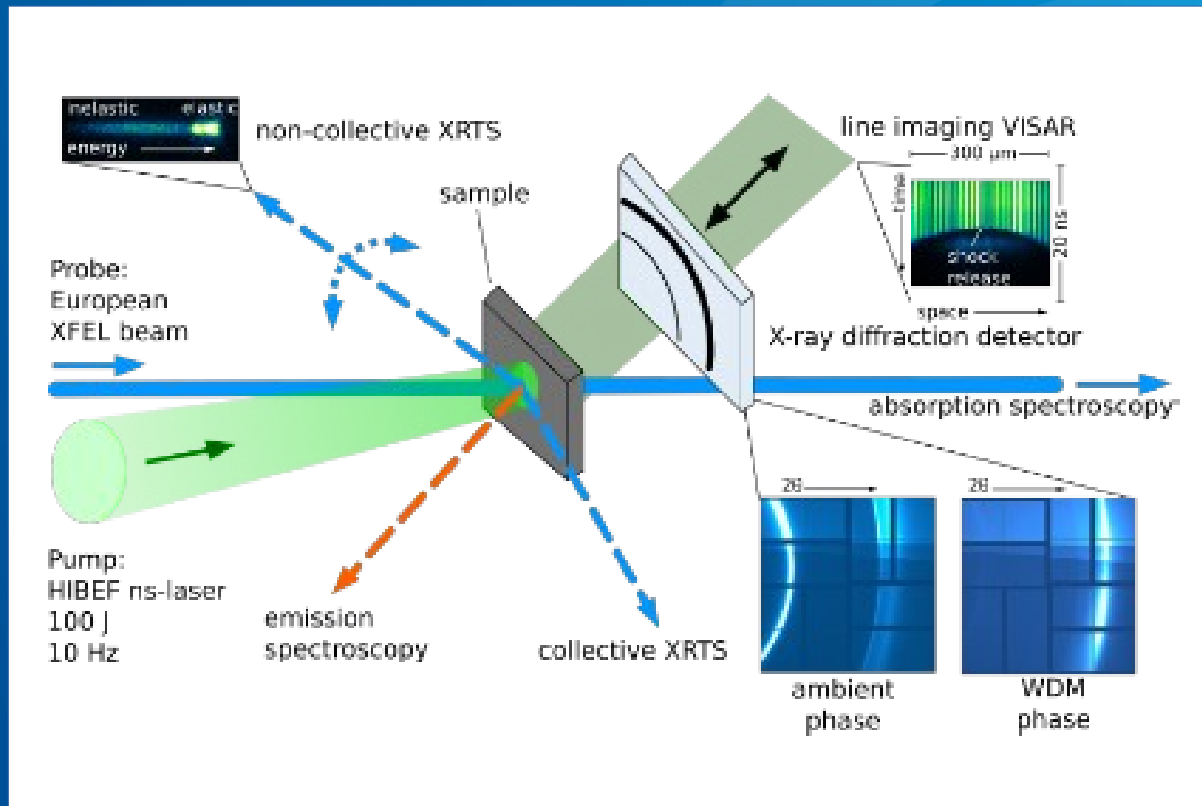 inelastic elastic
energy
non-collective XRTS
sample
line imaging VISAR
300 μm
time
20 ns
shock
release
space
X-ray diffraction detector
Probe:
European
XFEL beam
absorption spectroscopy
Pump:
HIBEF ns-laser
100 J
10 Hz
emission
spectroscopy
collective XRTS
2θ
2θ
ambient
phase
WDM
phase